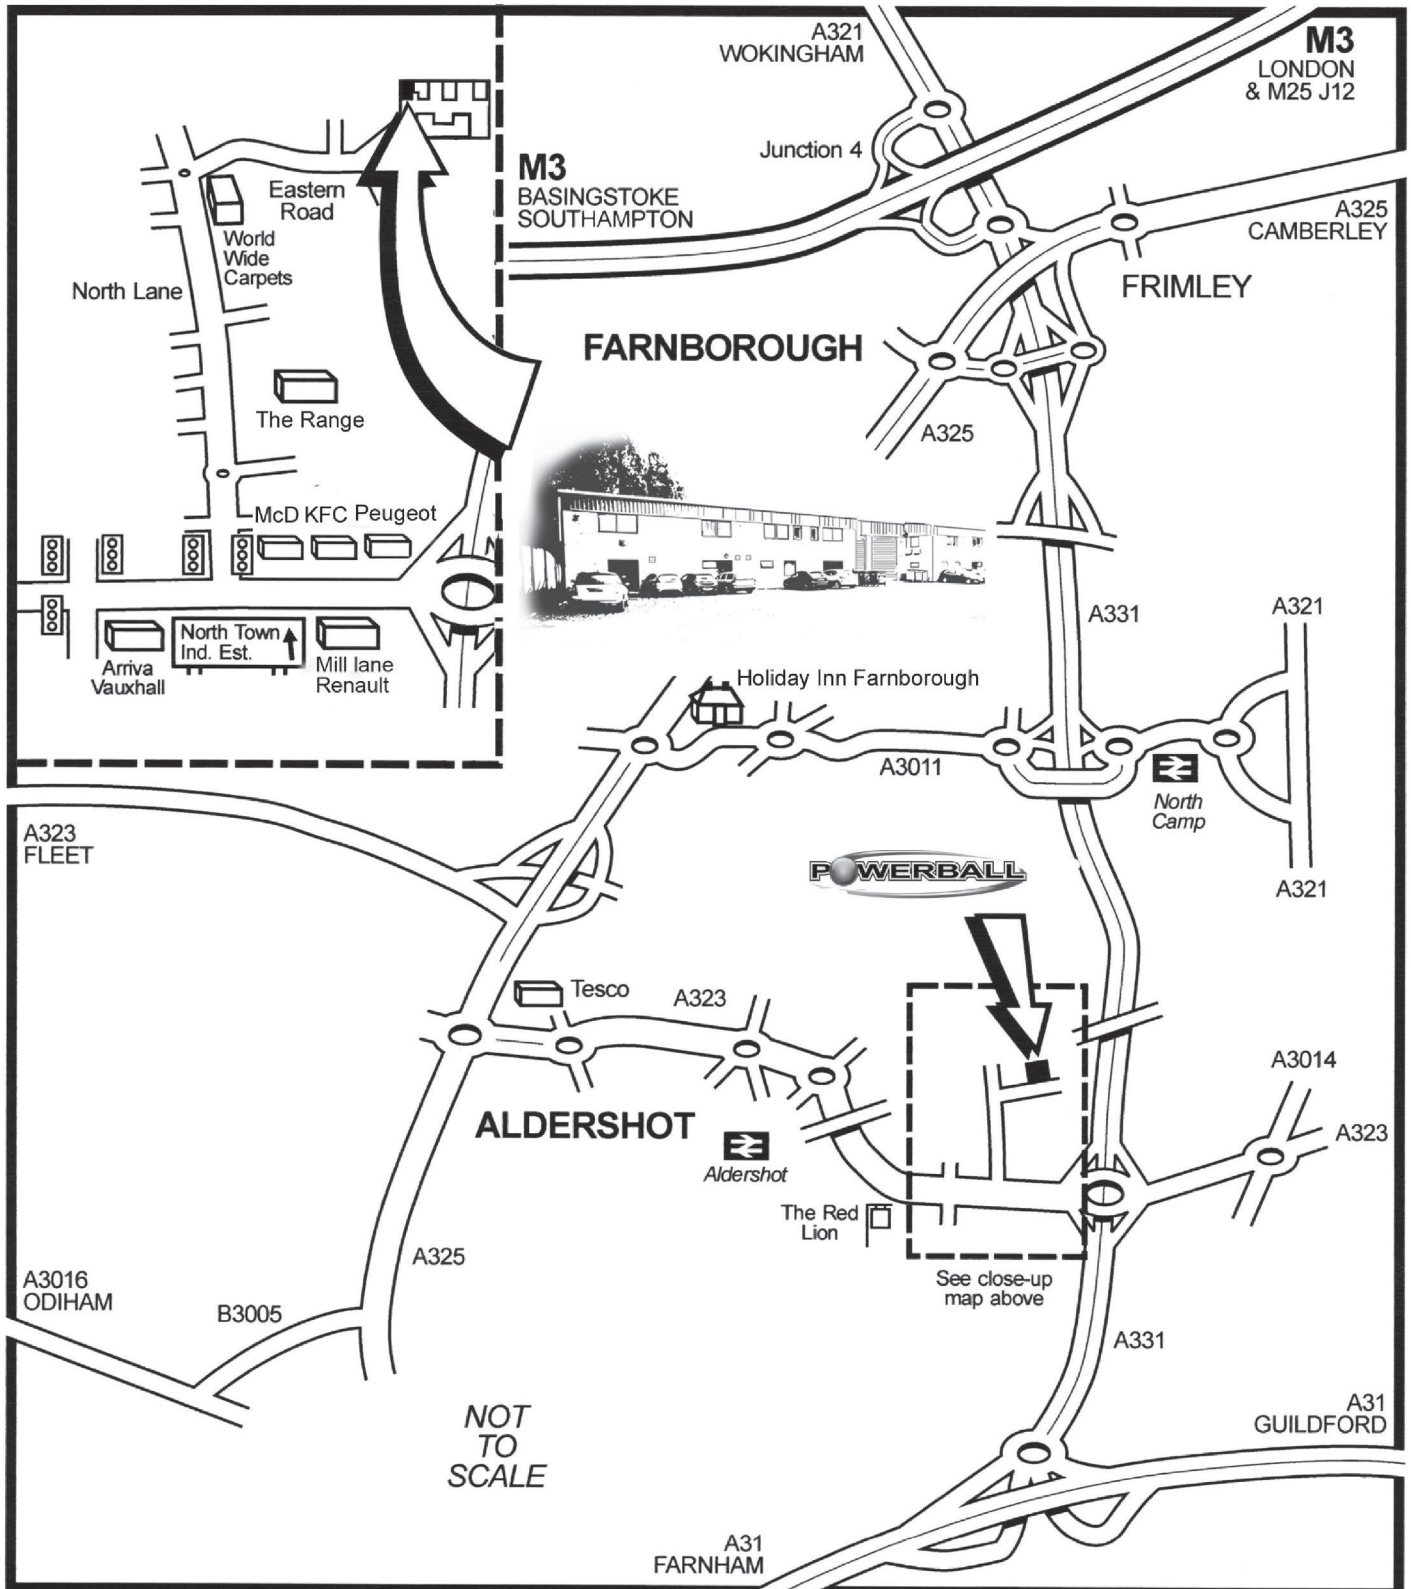 A321
WOKINGHAM
M3
LONDON
& M25 J12
Junction 4
M3
BASINGSTOKE
SOUTHAMPTON
A325
CAMBERLEY
FRIMLEY
Eastern
Road
World
Wide
Carpets
North Lane
FARNBOROUGH
The Range
A325
McD KFC Peugeot
North Town
Ind. Est.
Arriva
Vauxhall
Mill lane
Renault
A331
A321
Holiday Inn Farnborough
A3011
North
Camp
A323
FLEET
POWERBALL
A321
Tesco
A323
A3014
ALDERSHOT
A323
Aldershot
The Red
Lion
A325
See close-up
map above
A3016
ODIHAM
B3005
A331
NOT
TO
SCALE
A31
GUILDFORD
A31
FARNHAM